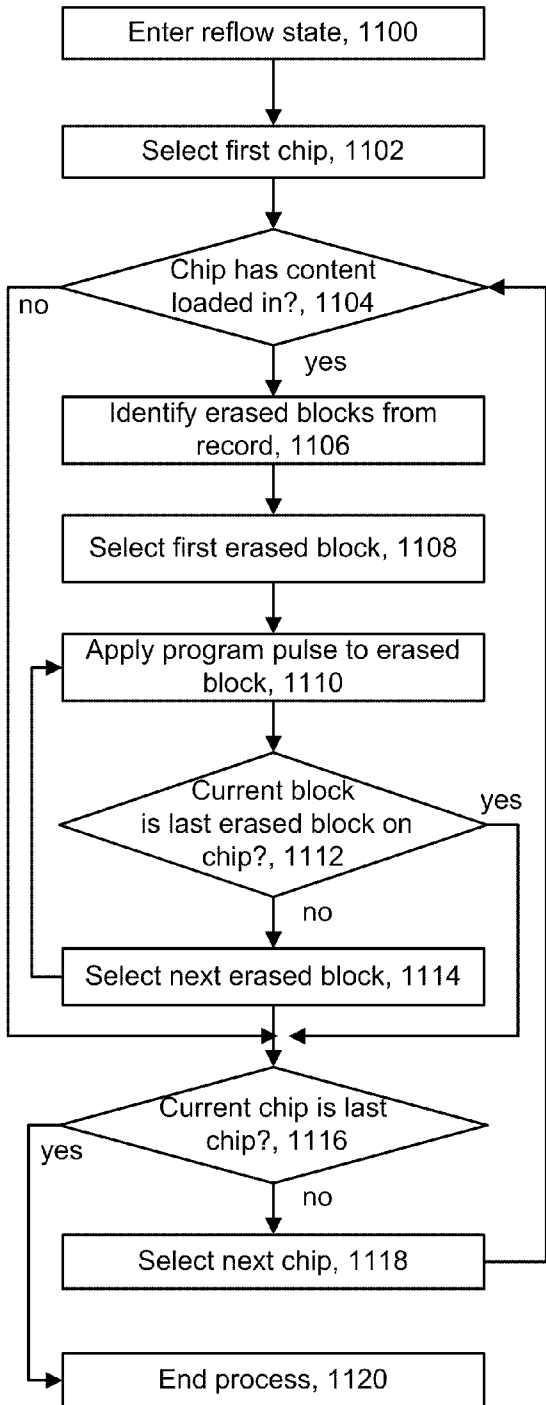 Enter reflow state, 1100
Select first chip, 1102
Chip has content
loaded in?, 1104
no
yes
Identify erased blocks from
record, 1106
Select first erased block, 1108
Apply program pulse to erased
block, 1110
Current block
is last erased block on
chip?, 1112
yes
no
Select next erased block, 1114
Current chip is last
chip?, 1116
yes
no
Select next chip, 1118
End process, 1120